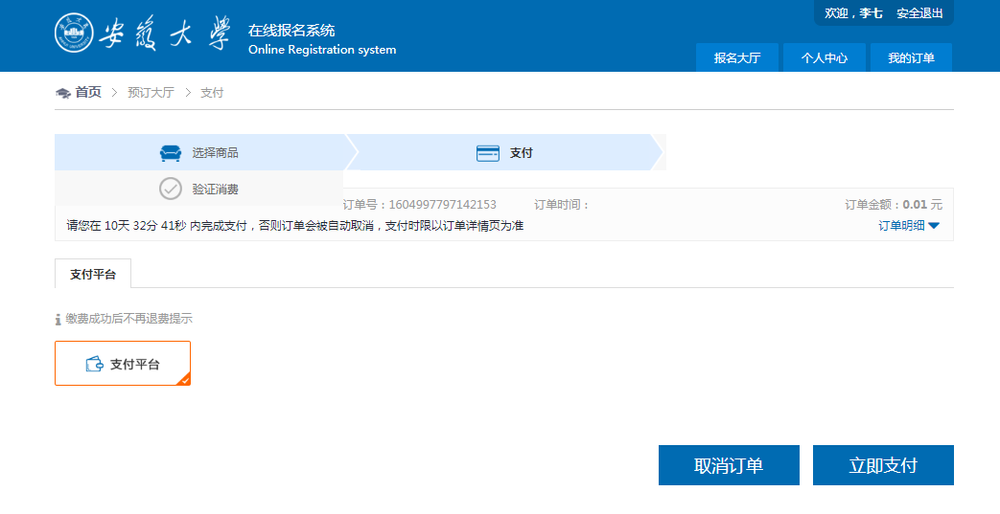 欢迎，李七 安全退出
安徽大学
在线报名系统
Online Registration system
报名大厅 个人中心 我的订单
首页 > 预订大厅 > 支付
选择商品 支付
验证消费
订单号：1604997797142153 订单时间： 订单金额：0.01 元
请您在 10天 32分 41秒 内完成支付，否则订单会被自动取消，支付时限以订单详情页为准 订单明细
支付平台
缴费成功后不再退费提示
支付平台
取消订单 立即支付